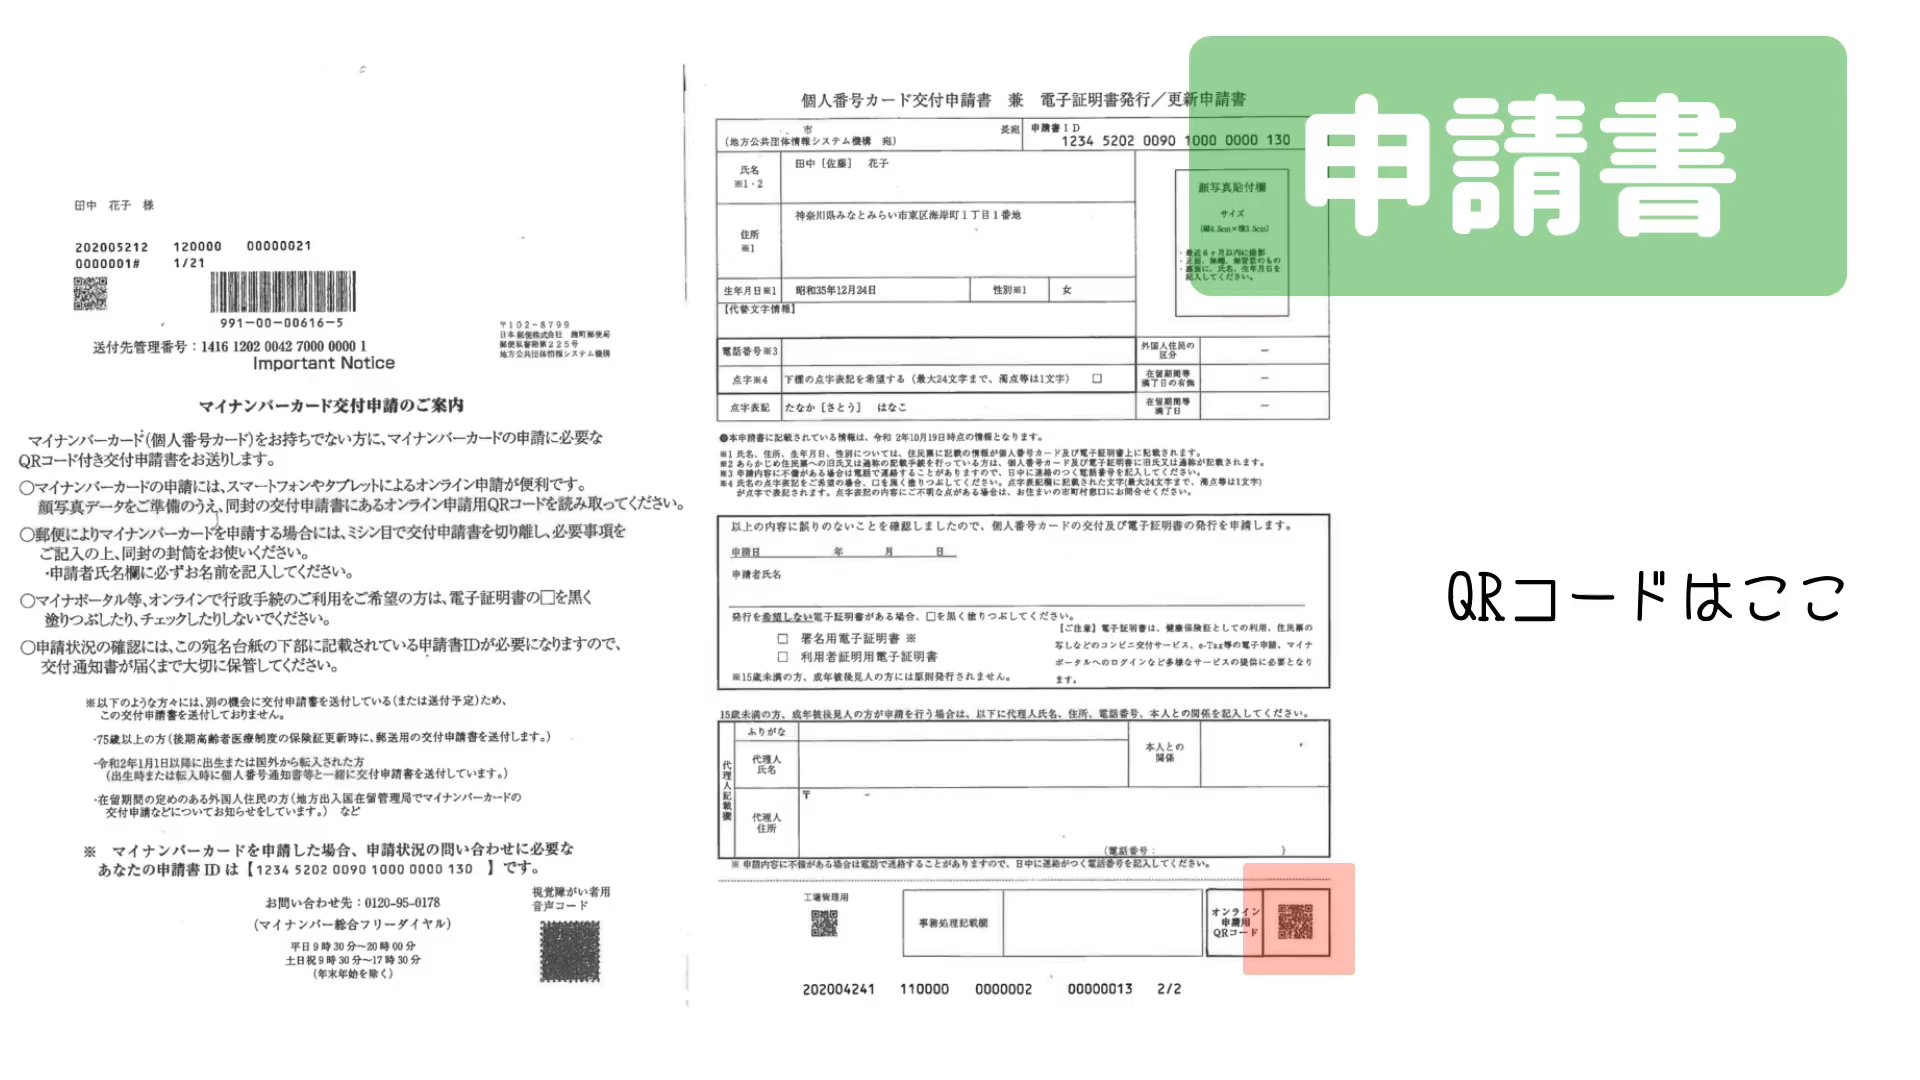 申請書
QRコードはここ
田中 花子 様
202005212 120000 00000021
0000001# 1/21
991-00-00616-5
〒102-8799
日本郵便株式会社 麹町郵便局
郵便私書箱第225号
地方公共団体情報システム機構
送付先管理番号：1416 1202 0042 7000 0000 1
Important Notice
マイナンバーカード交付申請のご案内
マイナンバーカード(個人番号カード)をお持ちでない方に、マイナンバーカードの申請に必要な
QRコード付き交付申請書をお送りします。
○マイナンバーカードの申請には、スマートフォンやタブレットによるオンライン申請が便利です。
顔写真データをご準備のうえ、同封の交付申請書にあるオンライン申請用QRコードを読み取ってください。
○郵便によりマイナンバーカードを申請する場合には、ミシン目で交付申請書を切り離し、必要事項を
ご記入の上、同封の封筒をお使いください。
・申請者氏名欄に必ずお名前を記入してください。
○マイナポータル等、オンラインで行政手続のご利用をご希望の方は、電子証明書の□を黒く
塗りつぶしたり、チェックしたりしないでください。
○申請状況の確認には、この宛名台紙の下部に記載されている申請書IDが必要になりますので、
交付通知書が届くまで大切に保管してください。
※以下のような方々には、別の機会に交付申請書を送付している(または送付予定)ため、
この交付申請書を送付しておりません。
・75歳以上の方(後期高齢者医療制度の保険証更新時に、郵送用の交付申請書を送付します。)
・令和2年1月1日以降に出生または国外から転入された方
(出生時または転入時に個人番号通知書等と一緒に交付申請書を送付しています。)
・在留期間の定めのある外国人住民の方(地方出入国在留管理局でマイナンバーカードの
交付申請などについてお知らせをしています。) など
※ マイナンバーカードを申請した場合、申請状況の問い合わせに必要な
あなたの申請書 ID は【1234 5202 0090 1000 0000 130 】です。
お問い合わせ先：0120-95-0178
(マイナンバー総合フリーダイヤル)
平日 9 時 30 分～20 時 00 分
土日祝 9 時 30 分～17 時 30 分
(年末年始を除く)
視覚障がい者用
音声コード
個人番号カード交付申請書 兼 電子証明書発行／更新申請書
市 長宛
(地方公共団体情報システム機構 宛)
申請書ID
1234 5202 0090 1000 0000 130
氏名
※1・2
田中 [佐藤] 花子
住所
※1
神奈川県みなとみらい市東区海岸町1丁目1番地
生年月日※1 昭和35年12月24日 性別※1 女
【代替文字情報】
顔写真貼付欄
サイズ
(縦4.5cm×横3.5cm)
・最近6ヶ月以内に撮影
・正面、無帽、無背景のもの
・裏面に、氏名、生年月日を
記入してください。
電話番号※3
外国人住民の
区分
－
点字※4 下欄の点字表記を希望する (最大24文字まで、濁点等は1文字) □
在留期間等
満了日の有無
－
点字表記 たなか [さとう] はなこ
在留期間等
満了日
－
●本申請書に記載されている情報は、令和 2年10月19日時点の情報となります。
※1 氏名、住所、生年月日、性別については、住民票に記載の情報が個人番号カード及び電子証明書上に記載されます。
※2 あらかじめ住民票への旧氏又は通称の記載手続を行っている方は、個人番号カード及び電子証明書に旧氏又は通称が記載されます。
※3 申請内容に不備がある場合は電話で連絡することがありますので、日中に連絡のつく電話番号を記入してください。
※4 氏名の点字表記をご希望の場合、□を黒く塗りつぶしてください。点字表記欄に記載された文字(最大24文字まで、濁点等は1文字)
が点字で表記されます。点字表記の内容にご不明な点がある場合は、お住まいの市町村窓口にお問合せください。
以上の内容に誤りのないことを確認しましたので、個人番号カードの交付及び電子証明書の発行を申請します。
申請日 年 月 日
申請者氏名
発行を希望しない電子証明書がある場合、□を黒く塗りつぶしてください。
□ 署名用電子証明書 ※
□ 利用者証明用電子証明書
※15歳未満の方、成年被後見人の方には原則発行されません。
【ご注意】電子証明書は、健康保険証としての利用、住民票の
写しなどのコンビニ交付サービス、e-Tax等の電子申請、マイナ
ポータルへのログインなど多様なサービスの提供に必要となり
ます。
15歳未満の方、成年被後見人の方が申請を行う場合は、以下に代理人氏名、住所、電話番号、本人との関係を記入してください。
代理人記載欄
ふりがな
代理人
氏名
本人との
関係
代理人
住所
〒 －
(電話番号： )
※ 申請内容に不備がある場合は電話で連絡することがありますので、日中に連絡がつく電話番号を記入してください。
工場管理用
事務処理記載欄
オンライン
申請用
QRコード
202004241 110000 0000002 00000013 2/2